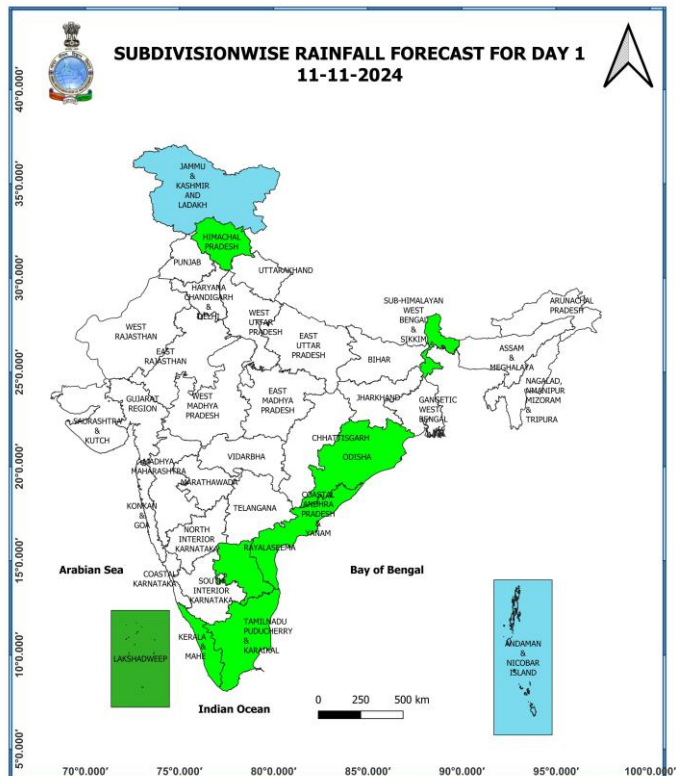 SUBDIVISIONWISE RAINFALL FORECAST FOR DAY 1
11-11-2024
40°0.000'
35°0.000'
30°0.000'
25°0.000'
20°0.000'
15°0.000'
10°0.000'
5°0.000'
JAMMU
&
KASHMIR
AND
LADAKH
HIMACHAL
PRADESH
PUNJAB
UTTARAKHAND
HARYANA
CHANDIGARH
&
DELHI
WEST
UTTAR
PRADESH
EAST
UTTAR
PRADESH
WEST
RAJASTHAN
EAST
RAJASTHAN
SUB-HIMALAYAN
WEST
BENGAL
&
SIKKIM
ARUNACHAL
PRADESH
ASSAM
&
MEGHALAYA
NAGALAD,
MANIPUR
MIZORAM
&
TRIPURA
BIHAR
JHARKHAND
GANSETIC
WEST
BENGAL
GUJARAT
REGION
SAURASHTRA
&
KUTCH
WEST
MADHYA
PRADESH
EAST
MADHYA
PRADESH
CHHATTISGARH
ODISHA
VIDARBHA
MADHYA
MAHARASHTRA
MARATHAWADA
KONKAN
&
GOA
TELANGANA
COASTAL
ANDHRA
PRADESH
&
YANAM
NORTH
INTERIOR
KARNATAKA
RAYALASEEMA
COASTAL
KARNATAKA
SOUTH
INTERIOR
KARNATAKA
TAMILNADU
PUDUCHERRY
&
KARAIKAL
KERALA
&
MAHE
LAKSHADWEEP
ANDAMAN
&
NICOBAR
ISLAND
Arabian Sea
Bay of Bengal
Indian Ocean
0 250 500 km
70°0.000' 75°0.000' 80°0.000' 85°0.000' 90°0.000' 95°0.000' 100°0.000'